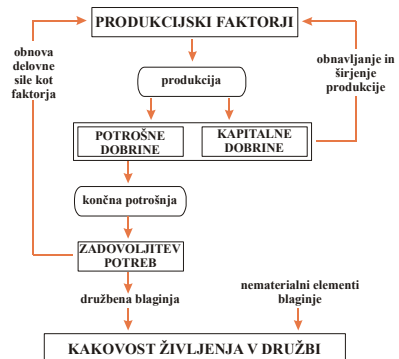 PRODUKCIJSKI FAKTORJI
obnova
delovne
sile kot
faktorja
obnavljanje in
širjenje
produkcije
produkcija
POTROŠNE
DOBRINE
KAPITALNE
DOBRINE
končna potrošnja
ZADOVOLJITEV
POTREB
družbena blaginja
nematerialni elementi
blaginje
KAKOVOST ŽIVLJENJA V DRUŽBI